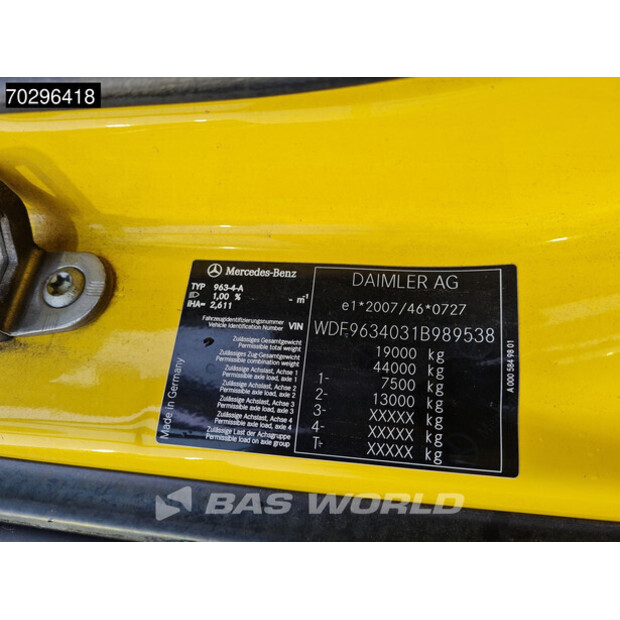 70296418
Mercedes-Benz
TYP 963-4-A
1,00 % - m⁻¹
IHA= 2,611
Fahrzeugidentifizierungsnummer
Vehicle Identification Number VIN
DAIMLER AG
e1*2007/46*0727
WDF9634031B989538
Zulässiges Gesamtgewicht
Permissible total weight 19000 kg
Zulässiges Zug-Gesamtgewicht
Permissible combination weight 44000 kg
Zulässige Achslast, Achse 1
Permissible axle load, axle 1 1- 7500 kg
Zulässige Achslast, Achse 2
Permissible axle load, axle 2 2- 13000 kg
Zulässige Achslast, Achse 3
Permissible axle load, axle 3 3- XXXXX kg
Zulässige Achslast, Achse 4
Permissible axle load, axle 4 4- XXXXX kg
Zulässige Last der Achsgruppe
Permissible load on axle group T- XXXXX kg
Made in Germany
A 000 584 98 01
BAS WORLD